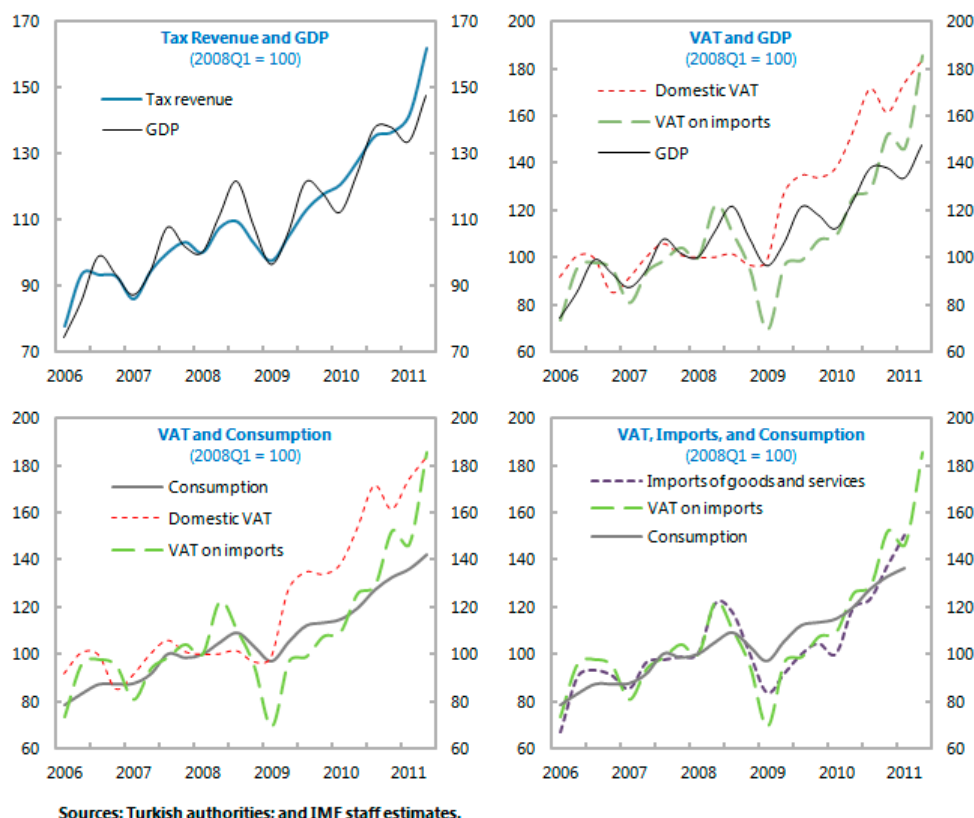 Tax Revenue and GDP
(2008Q1 = 100)
Tax revenue
GDP
170
150
130
110
90
70
170
150
130
110
90
70
2006 2007 2008 2009 2010 2011
VAT and GDP
(2008Q1 = 100)
Domestic VAT
VAT on imports
GDP
200
180
160
140
120
100
80
60
200
180
160
140
120
100
80
60
2006 2007 2008 2009 2010 2011
VAT and Consumption
(2008Q1 = 100)
Consumption
Domestic VAT
VAT on imports
200
180
160
140
120
100
80
60
200
180
160
140
120
100
80
60
2006 2007 2008 2009 2010 2011
VAT, Imports, and Consumption
(2008Q1 = 100)
Imports of goods and services
VAT on imports
Consumption
200
180
160
140
120
100
80
60
200
180
160
140
120
100
80
60
2006 2007 2008 2009 2010 2011
Sources: Turkish authorities; and IMF staff estimates.